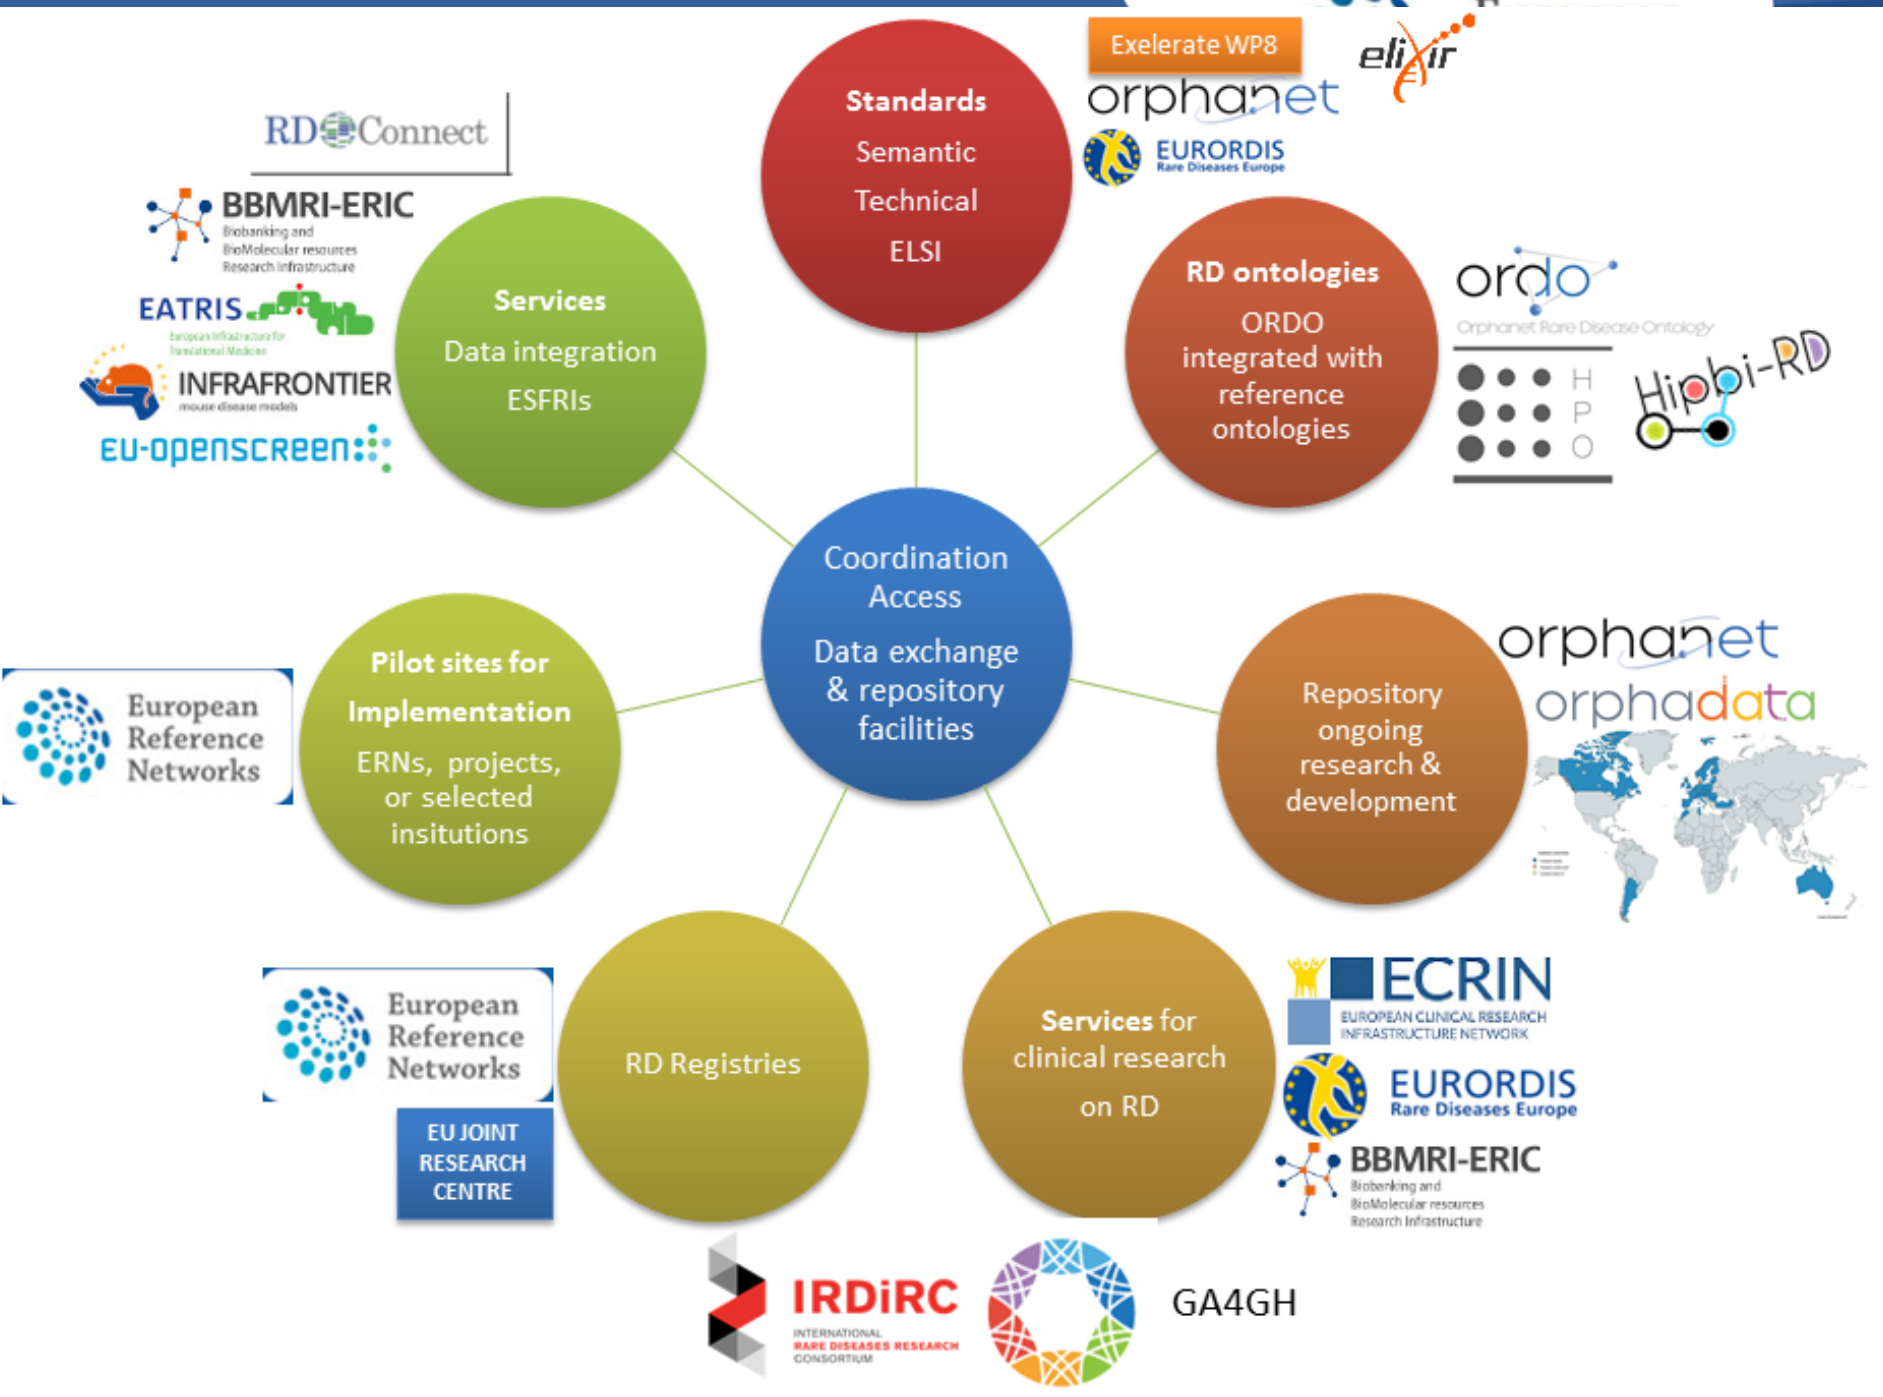 Exelerate WP8
elixir
orphanet
EURORDIS
Rare Diseases Europe
Standards
Semantic
Technical
ELSI
RD Connect
BBMRI-ERIC
Biobanking and
BioMolecular resources
Research Infrastructure
EATRIS
European Infrastructure for
Translational Medicine
INFRAFRONTIER
mouse disease models
EU-OPENSCREEN
Services
Data integration
ESFRIs
RD ontologies
ORDO
integrated with
reference
ontologies
ordo
Orphanet Rare Disease Ontology
H
P
O
Hipbi-RD
Coordination
Access
Data exchange
& repository
facilities
European
Reference
Networks
Pilot sites for
Implementation
ERNs, projects,
or selected
insitutions
Repository
ongoing
research &
development
orphanet
orphadata
European
Reference
Networks
EU JOINT
RESEARCH
CENTRE
RD Registries
Services for
clinical research
on RD
ECRIN
EUROPEAN CLINICAL RESEARCH
INFRASTRUCTURE NETWORK
EURORDIS
Rare Diseases Europe
BBMRI-ERIC
Biobanking and
BioMolecular resources
Research Infrastructure
IRDiRC
INTERNATIONAL
RARE DISEASES RESEARCH
CONSORTIUM
GA4GH